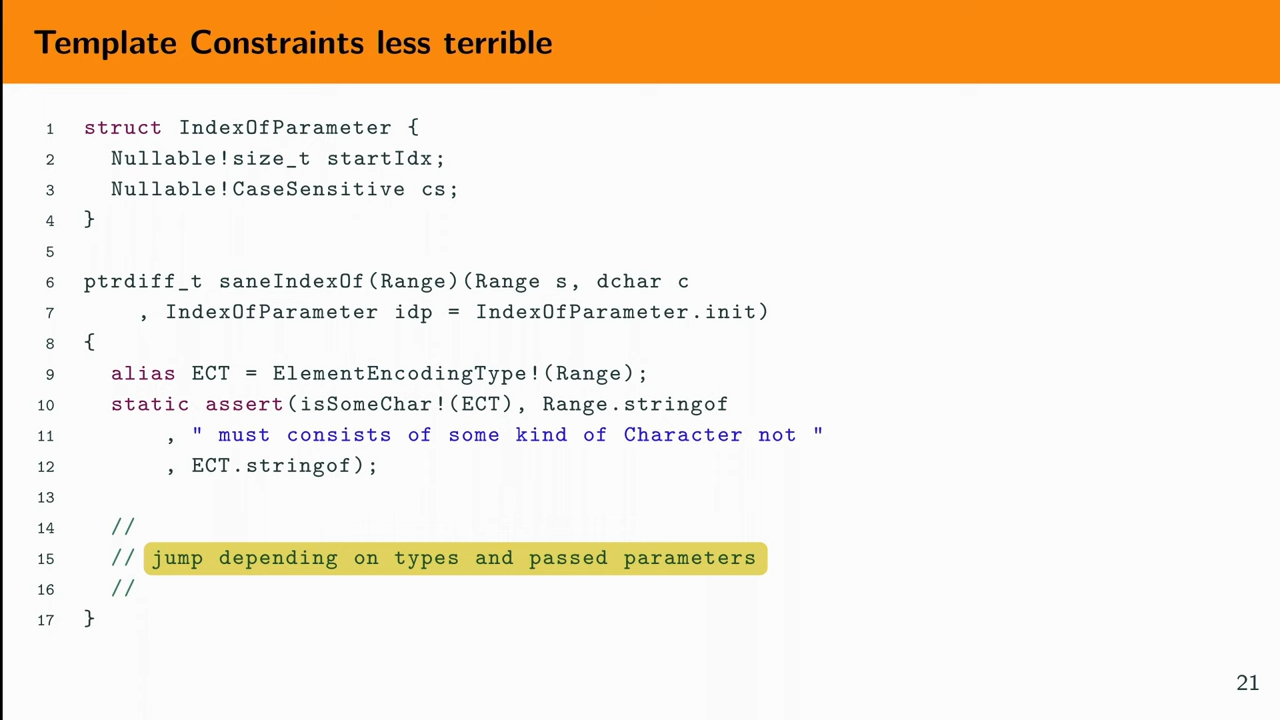 Template Constraints less terrible
1 struct IndexOfParameter {
2 Nullable!size_t startIdx;
3 Nullable!CaseSensitive cs;
4 }
5
6 ptrdiff_t saneIndexOf(Range)(Range s, dchar c
7 , IndexOfParameter idp = IndexOfParameter.init)
8 {
9 alias ECT = ElementEncodingType!(Range);
10 static assert(isSomeChar!(ECT), Range.stringof
11 , " must consists of some kind of Character not "
12 , ECT.stringof);
13
14 //
15 // jump depending on types and passed parameters
16 //
17 }
21